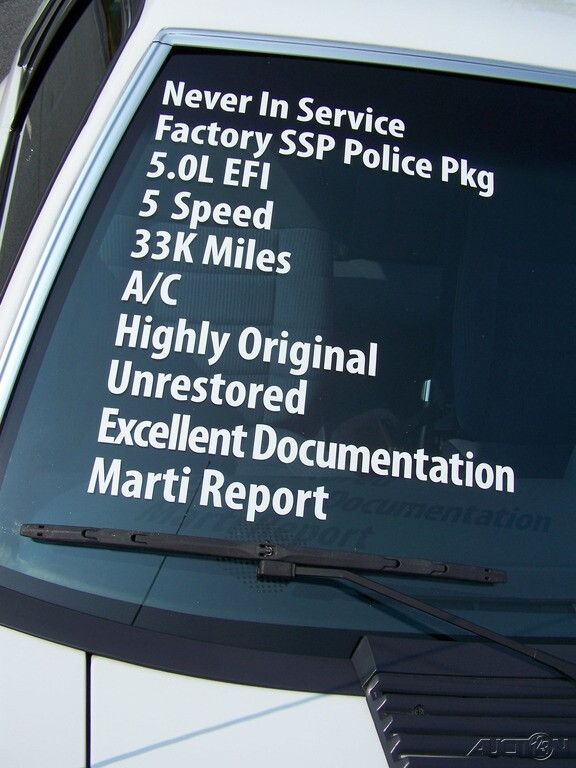 Never In Service
Factory SSP Police Pkg
5.0L EFI
5 Speed
33K Miles
A/C
Highly Original
Unrestored
Excellent Documentation
Marti Report